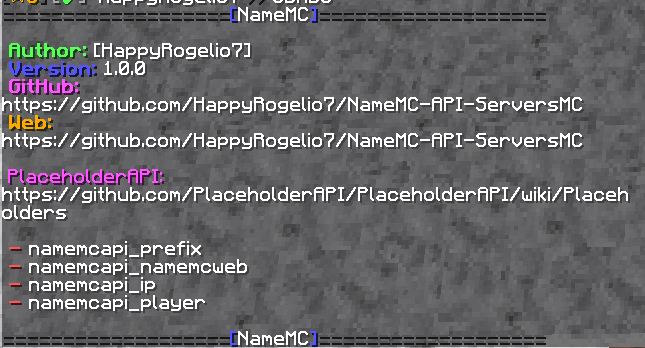 =========================[NameMC]=========================
Author: [HappyRogelio7]
Version: 1.0.0
GitHub:
https://github.com/HappyRogelio7/NameMC-API-ServersMC
Web:
https://github.com/HappyRogelio7/NameMC-API-ServersMC
PlaceholderAPI:
https://github.com/PlaceholderAPI/PlaceholderAPI/wiki/Placeh
olders
- namemcapi_prefix
- namemcapi_namemcweb
- namemcapi_ip
- namemcapi_player
=========================[NameMC]=========================